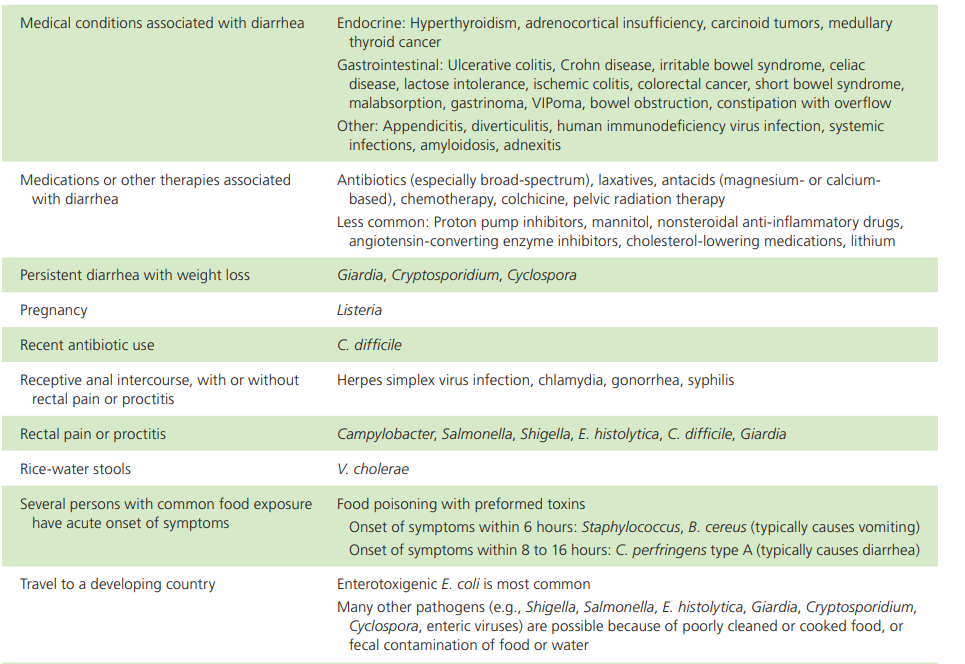 Medical conditions associated with diarrhea
Endocrine: Hyperthyroidism, adrenocortical insufficiency, carcinoid tumors, medullary
thyroid cancer
Gastrointestinal: Ulcerative colitis, Crohn disease, irritable bowel syndrome, celiac
disease, lactose intolerance, ischemic colitis, colorectal cancer, short bowel syndrome,
malabsorption, gastrinoma, VIPoma, bowel obstruction, constipation with overflow
Other: Appendicitis, diverticulitis, human immunodeficiency virus infection, systemic
infections, amyloidosis, adnexitis
Medications or other therapies associated
with diarrhea
Antibiotics (especially broad-spectrum), laxatives, antacids (magnesium- or calcium-
based), chemotherapy, colchicine, pelvic radiation therapy
Less common: Proton pump inhibitors, mannitol, nonsteroidal anti-inflammatory drugs,
angiotensin-converting enzyme inhibitors, cholesterol-lowering medications, lithium
Persistent diarrhea with weight loss
Giardia, Cryptosporidium, Cyclospora
Pregnancy
Listeria
Recent antibiotic use
C. difficile
Receptive anal intercourse, with or without
rectal pain or proctitis
Herpes simplex virus infection, chlamydia, gonorrhea, syphilis
Rectal pain or proctitis
Campylobacter, Salmonella, Shigella, E. histolytica, C. difficile, Giardia
Rice-water stools
V. cholerae
Several persons with common food exposure
have acute onset of symptoms
Food poisoning with preformed toxins
Onset of symptoms within 6 hours: Staphylococcus, B. cereus (typically causes vomiting)
Onset of symptoms within 8 to 16 hours: C. perfringens type A (typically causes diarrhea)
Travel to a developing country
Enterotoxigenic E. coli is most common
Many other pathogens (e.g., Shigella, Salmonella, E. histolytica, Giardia, Cryptosporidium,
Cyclospora, enteric viruses) are possible because of poorly cleaned or cooked food, or
fecal contamination of food or water